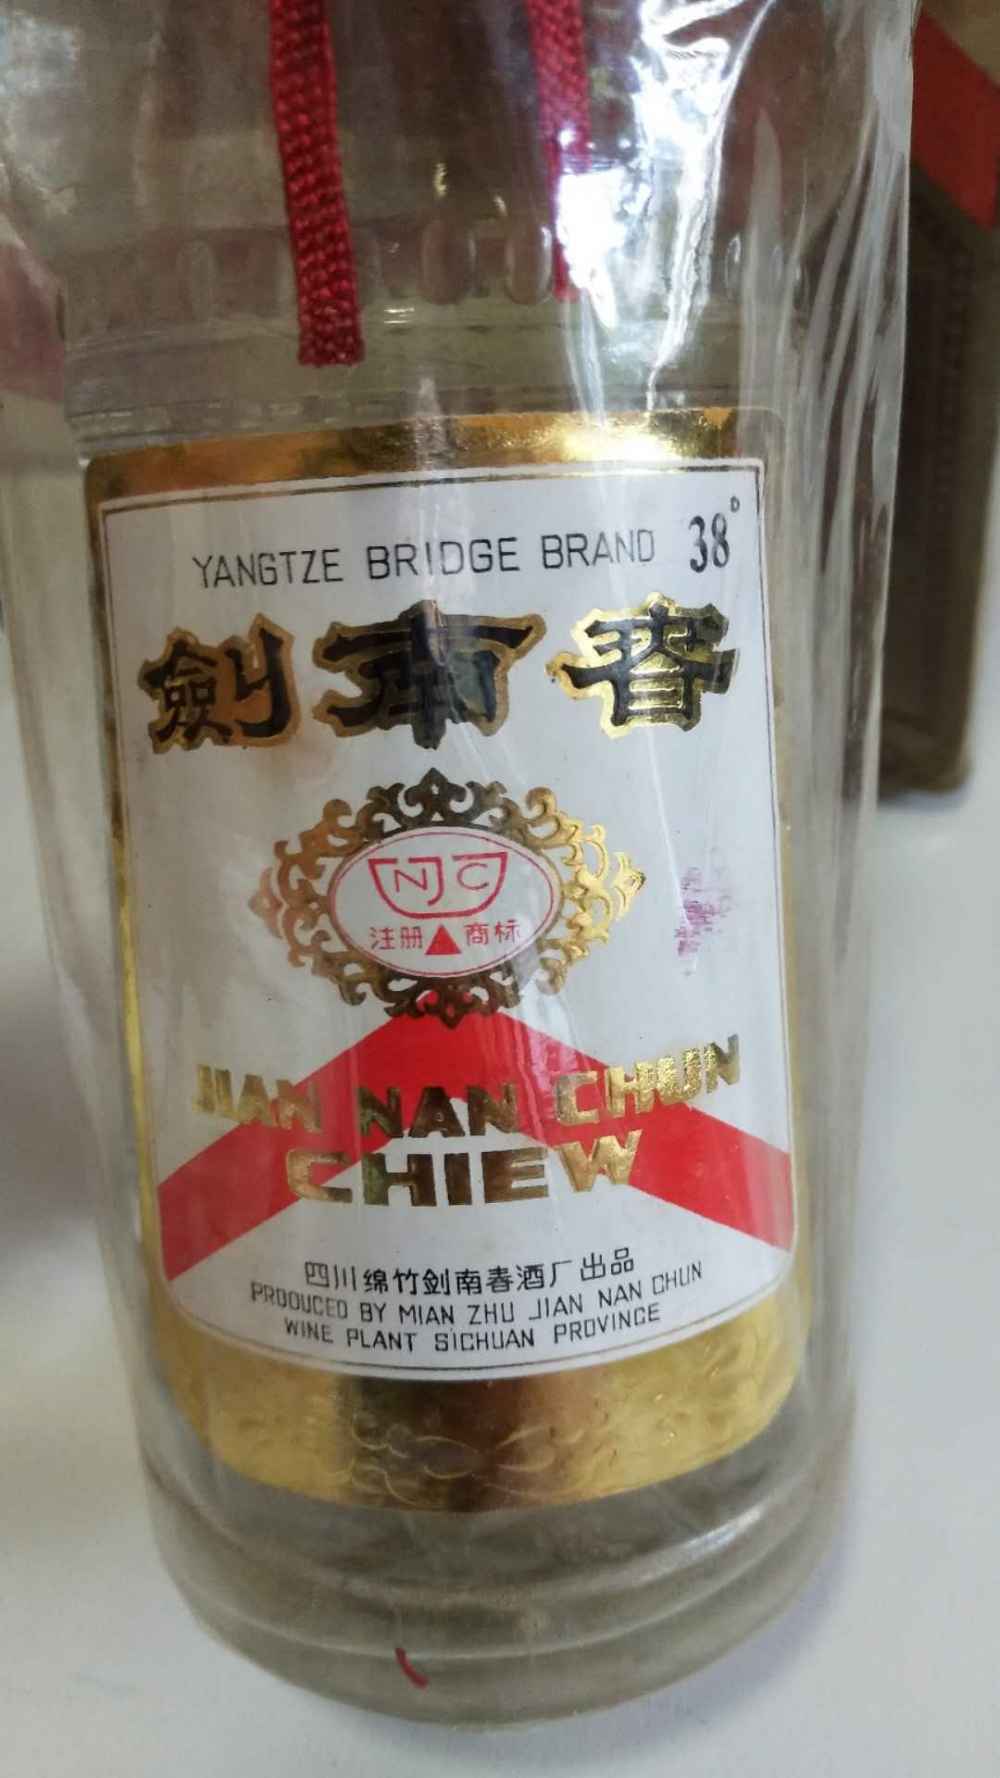 YANGTZE BRIDGE BRAND 38°
劍南春
NJC
注册 商标
JIAN NAN CHUN
CHIEW
四川绵竹剑南春酒厂出品
PRODUCED BY MIAN ZHU JIAN NAN CHUN
WINE PLANT SICHUAN PROVINCE